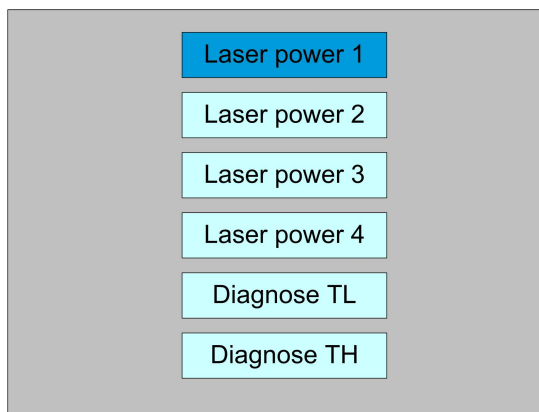 Laser power 1
Laser power 2
Laser power 3
Laser power 4
Diagnose TL
Diagnose TH